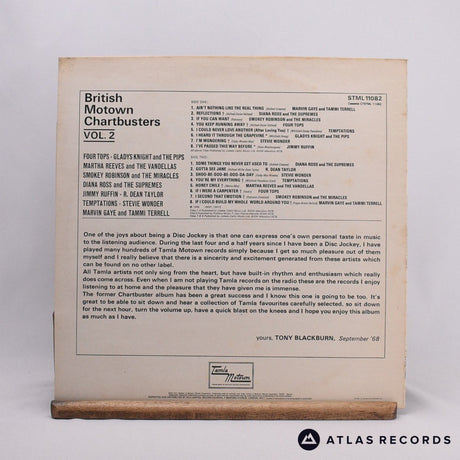 British
Motown
Chartbusters
VOL. 2
STML 11082
FOUR TOPS - GLADYS KNIGHT AND THE PIPS
MARTHA REEVES AND THE VANDELLAS
SMOKEY ROBINSON AND THE MIRACLES
DIANA ROSS AND THE SUPREMES
JIMMY RUFFIN - R. DEAN TAYLOR
TEMPTATIONS - STEVIE WONDER
MARVIN GAYE AND TAMMI TERRELL
SIDE ONE:
1. AIN'T NOTHING LIKE THE REAL THING MARVIN GAYE and TAMMI TERRELL
2. REFLECTIONS † DIANA ROSS and THE SUPREMES
3. IF YOU CAN WANT SMOKEY ROBINSON and THE MIRACLES
4. YOU KEEP RUNNING AWAY † FOUR TOPS
5. I COULD NEVER LOVE ANOTHER (After Loving You) † TEMPTATIONS
6. I HEARD IT THROUGH THE GRAPEVINE * GLADYS KNIGHT and THE PIPS
7. I'M WONDERING † STEVIE WONDER
8. I'VE PASSED THIS WAY BEFORE * JIMMY RUFFIN
SIDE TWO:
1. SOME THINGS YOU NEVER GET USED TO DIANA ROSS and THE SUPREMES
2. GOTTA SEE JANE R. DEAN TAYLOR
3. SHOO-BE-DOO-BE-DOO-DA-DAY STEVIE WONDER
4. YOU'RE MY EVERYTHING TEMPTATIONS
5. HONEY CHILE † MARTHA REEVES and THE VANDELLAS
6. FOUR TOPS
7. I SECOND THAT EMOTION SMOKEY ROBINSON and THE MIRACLES
8. IF I COULD BUILD MY WHOLE WORLD AROUND YOU † MARVIN GAYE and TAMMI TERRELL
One of the joys about being a Disc Jockey, is that one can express one's own personal taste in music
to the listening audience. During the last four and a half years since I have been a Disc Jockey, I have
played many hundreds of Tamla Motown records simply because I get so much pleasure out of them
myself and I really believe that there is a sincerity and excitement generated from these artists which can
be found on no other label.
All Tamla artists not only sing from the heart, but have built-in rhythm and enthusiasm which really
does come across. Even when I am not playing Tamla records on the radio these are the records I enjoy
listening to at home and the pleasure that they have given me is immense.
The former Chartbuster album has been a great success and I know this one is going to be too. It's
great to be able to sit down and hear a collection of Tamla favourites carefully selected, so sit down
for the next hour, turn the volume up, have a quick blast on the knees and I hope you enjoy this album
as much as I have.
yours, TONY BLACKBURN, September '68
Tamla
Motown
ATLAS RECORDS